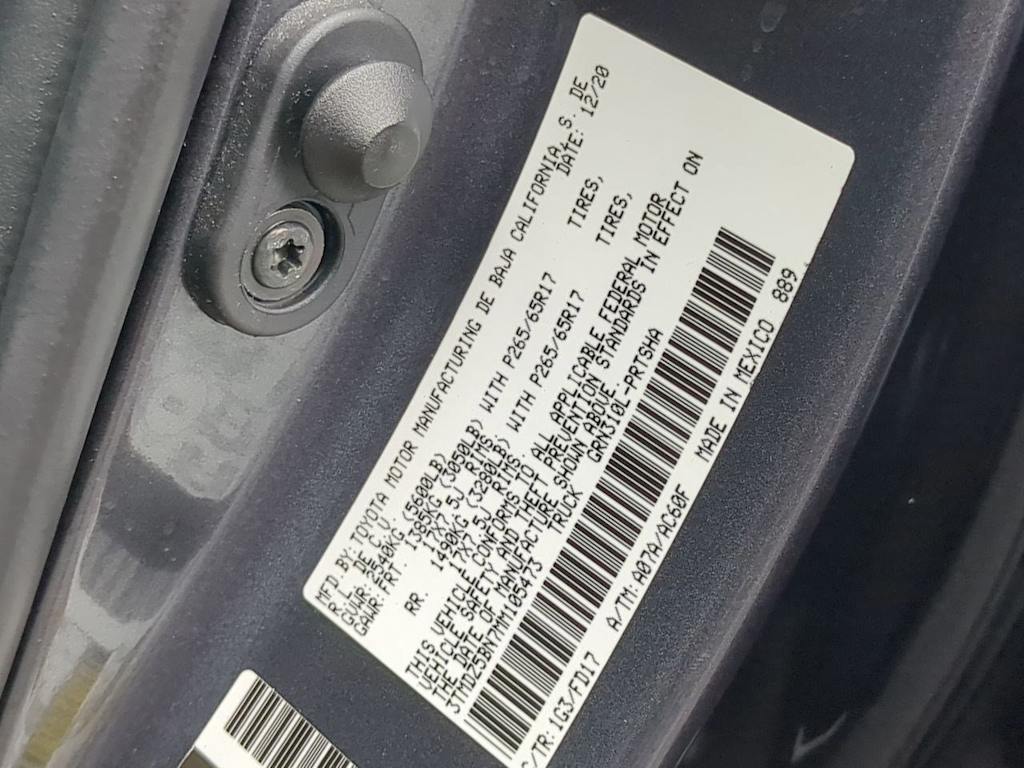 MFD. BY: TOYOTA MOTOR MANUFACTURING DE BAJA CALIFORNIA, S. DE
R.L. DE C.V. DATE: 12/20
GVWR: 2540KG (5600LB)
GAWR: FRT. 1385KG (3050LB) WITH P265/65R17 TIRES,
17X7.5J RIMS
RR. 1490KG (3280LB) WITH P265/65R17 TIRES,
17X7.5J RIMS
THIS VEHICLE CONFORMS TO ALL APPLICABLE FEDERAL MOTOR
VEHICLE SAFETY AND THEFT PREVENTION STANDARDS IN EFFECT ON
THE DATE OF MANUFACTURE SHOWN ABOVE.
3TMDZ5BN7MM105473 TRUCK GRN310L-PRTSHA
C/TR: 1G3/FD17 A/TM: A07A/AC60F MADE IN MEXICO 889